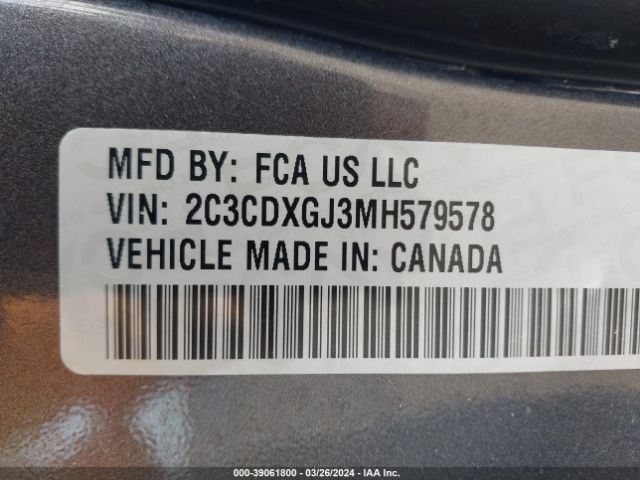 MFD BY: FCA US LLC
VIN: 2C3CDXGJ3MH579578
VEHICLE MADE IN: CANADA
000-39061800 / 03/26/2024 / IAA Inc.